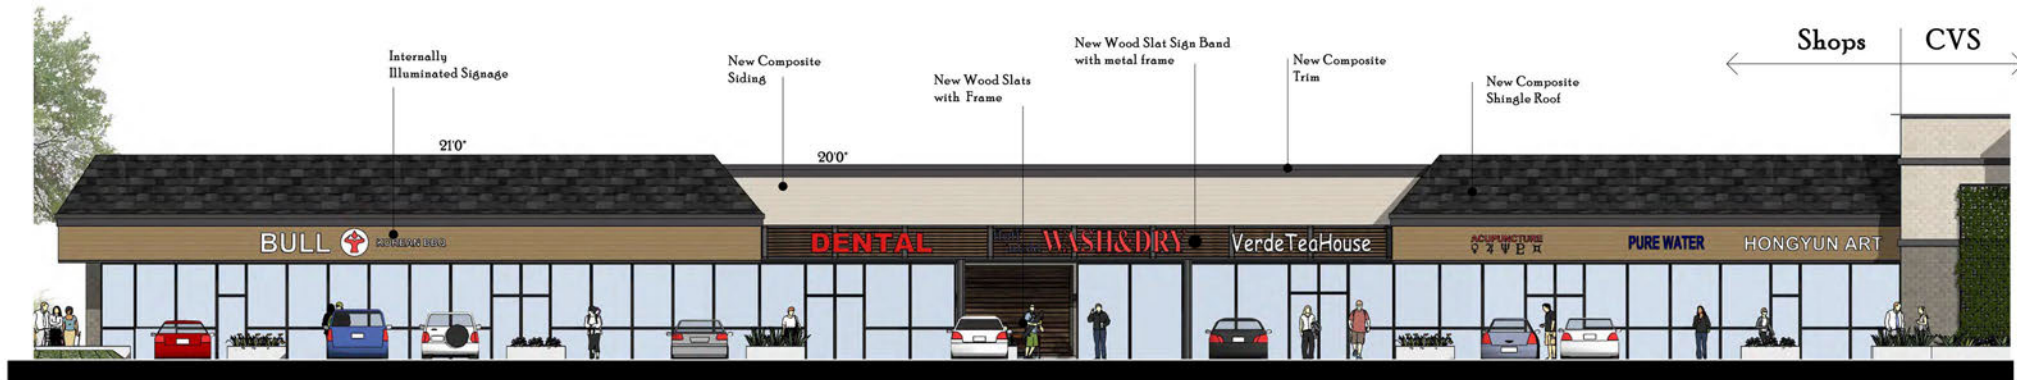 Shops
CVS
Internally
Illuminated Signage
New Composite
Siding
New Wood Slats
with Frame
New Wood Slat Sign Band
with metal frame
New Composite
Trim
New Composite
Shingle Roof
21'0"
20'0"
BULL KOREAN BBQ
DENTAL
WASH&DRY
VerdeTeaHouse
ACUPUNCTURE
PURE WATER
HONGYUN ART